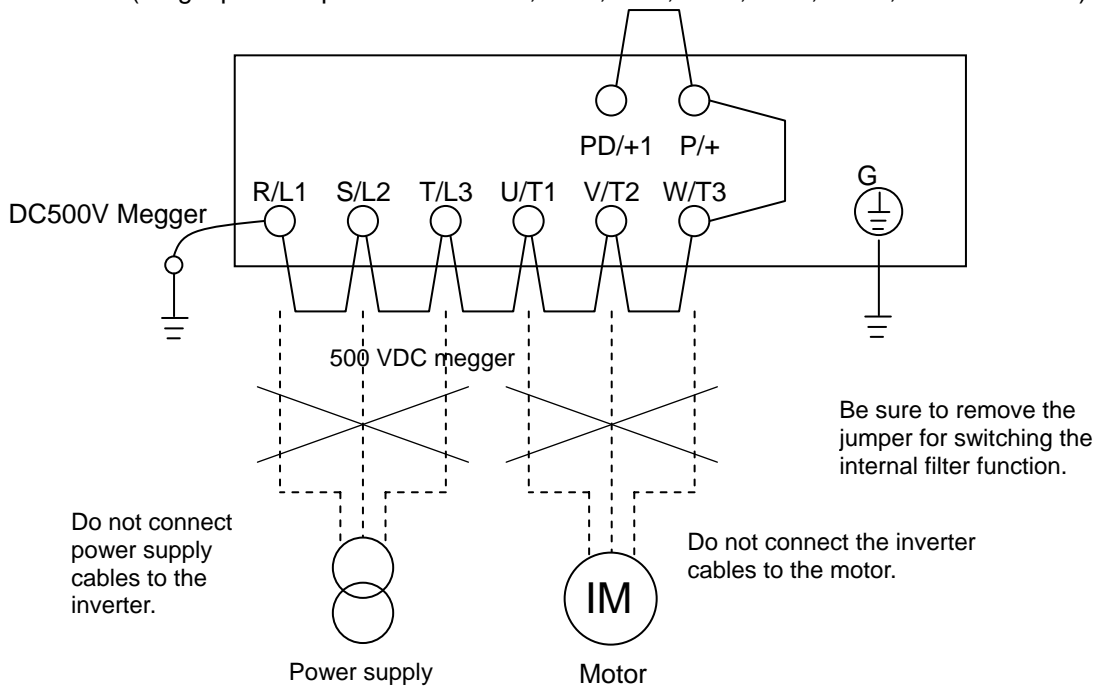 PD/+1 P/+
R/L1 S/L2 T/L3 U/T1 V/T2 W/T3
G
DC500V Megger
500 VDC megger
Be sure to remove the
jumper for switching the
internal filter function.
Do not connect
power supply
cables to the
inverter.
Do not connect the inverter
cables to the motor.
IM
Power supply
Motor